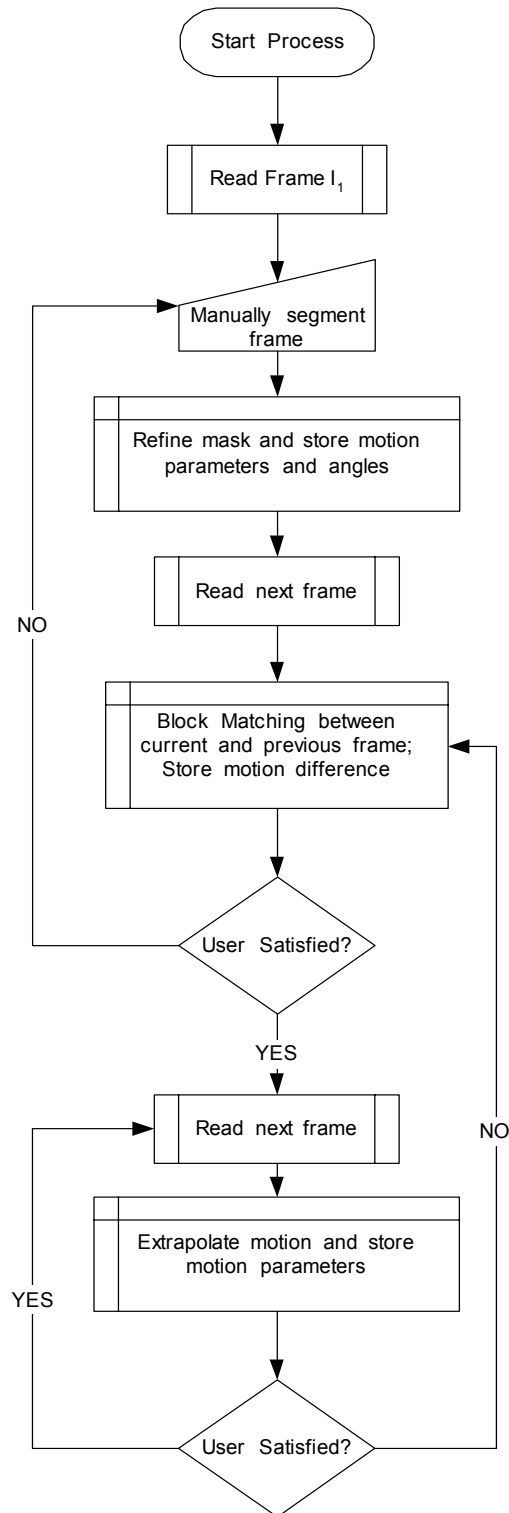 Start Process
Read Frame I₁
Manually segment
frame
Refine mask and store motion
parameters and angles
Read next frame
NO
Block Matching between
current and previous frame;
Store motion difference
User Satisfied?
YES
Read next frame
NO
Extrapolate motion and store
motion parameters
YES
User Satisfied?